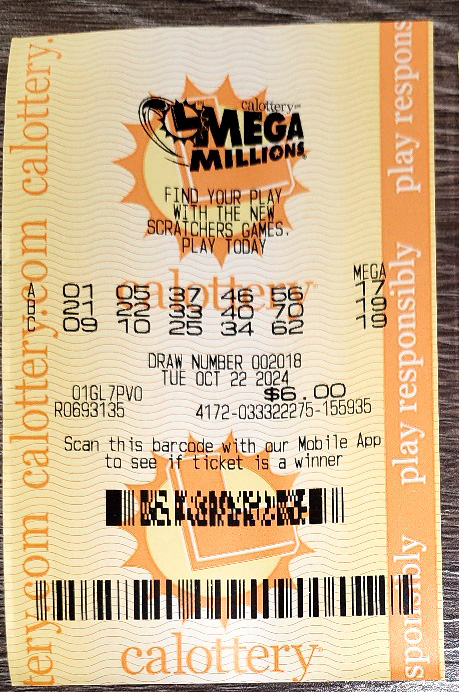 calottery
MEGA
MILLIONS
FIND YOUR PLAY
WITH THE NEW
SCRATCHERS GAMES.
PLAY TODAY
calottery
MEGA
A 01 05 37 46 56 17
B 21 22 33 40 70 19
C 09 10 25 34 62 19
DRAW NUMBER 002018
TUE OCT 22 2024
01GL7PVO $6.00
R0693135 4172-033322275-155935
Scan this barcode with our Mobile App
to see if ticket is a winner
calottery
tery.com calottery.com calottery.
play respons
play responsibly
sponsibly